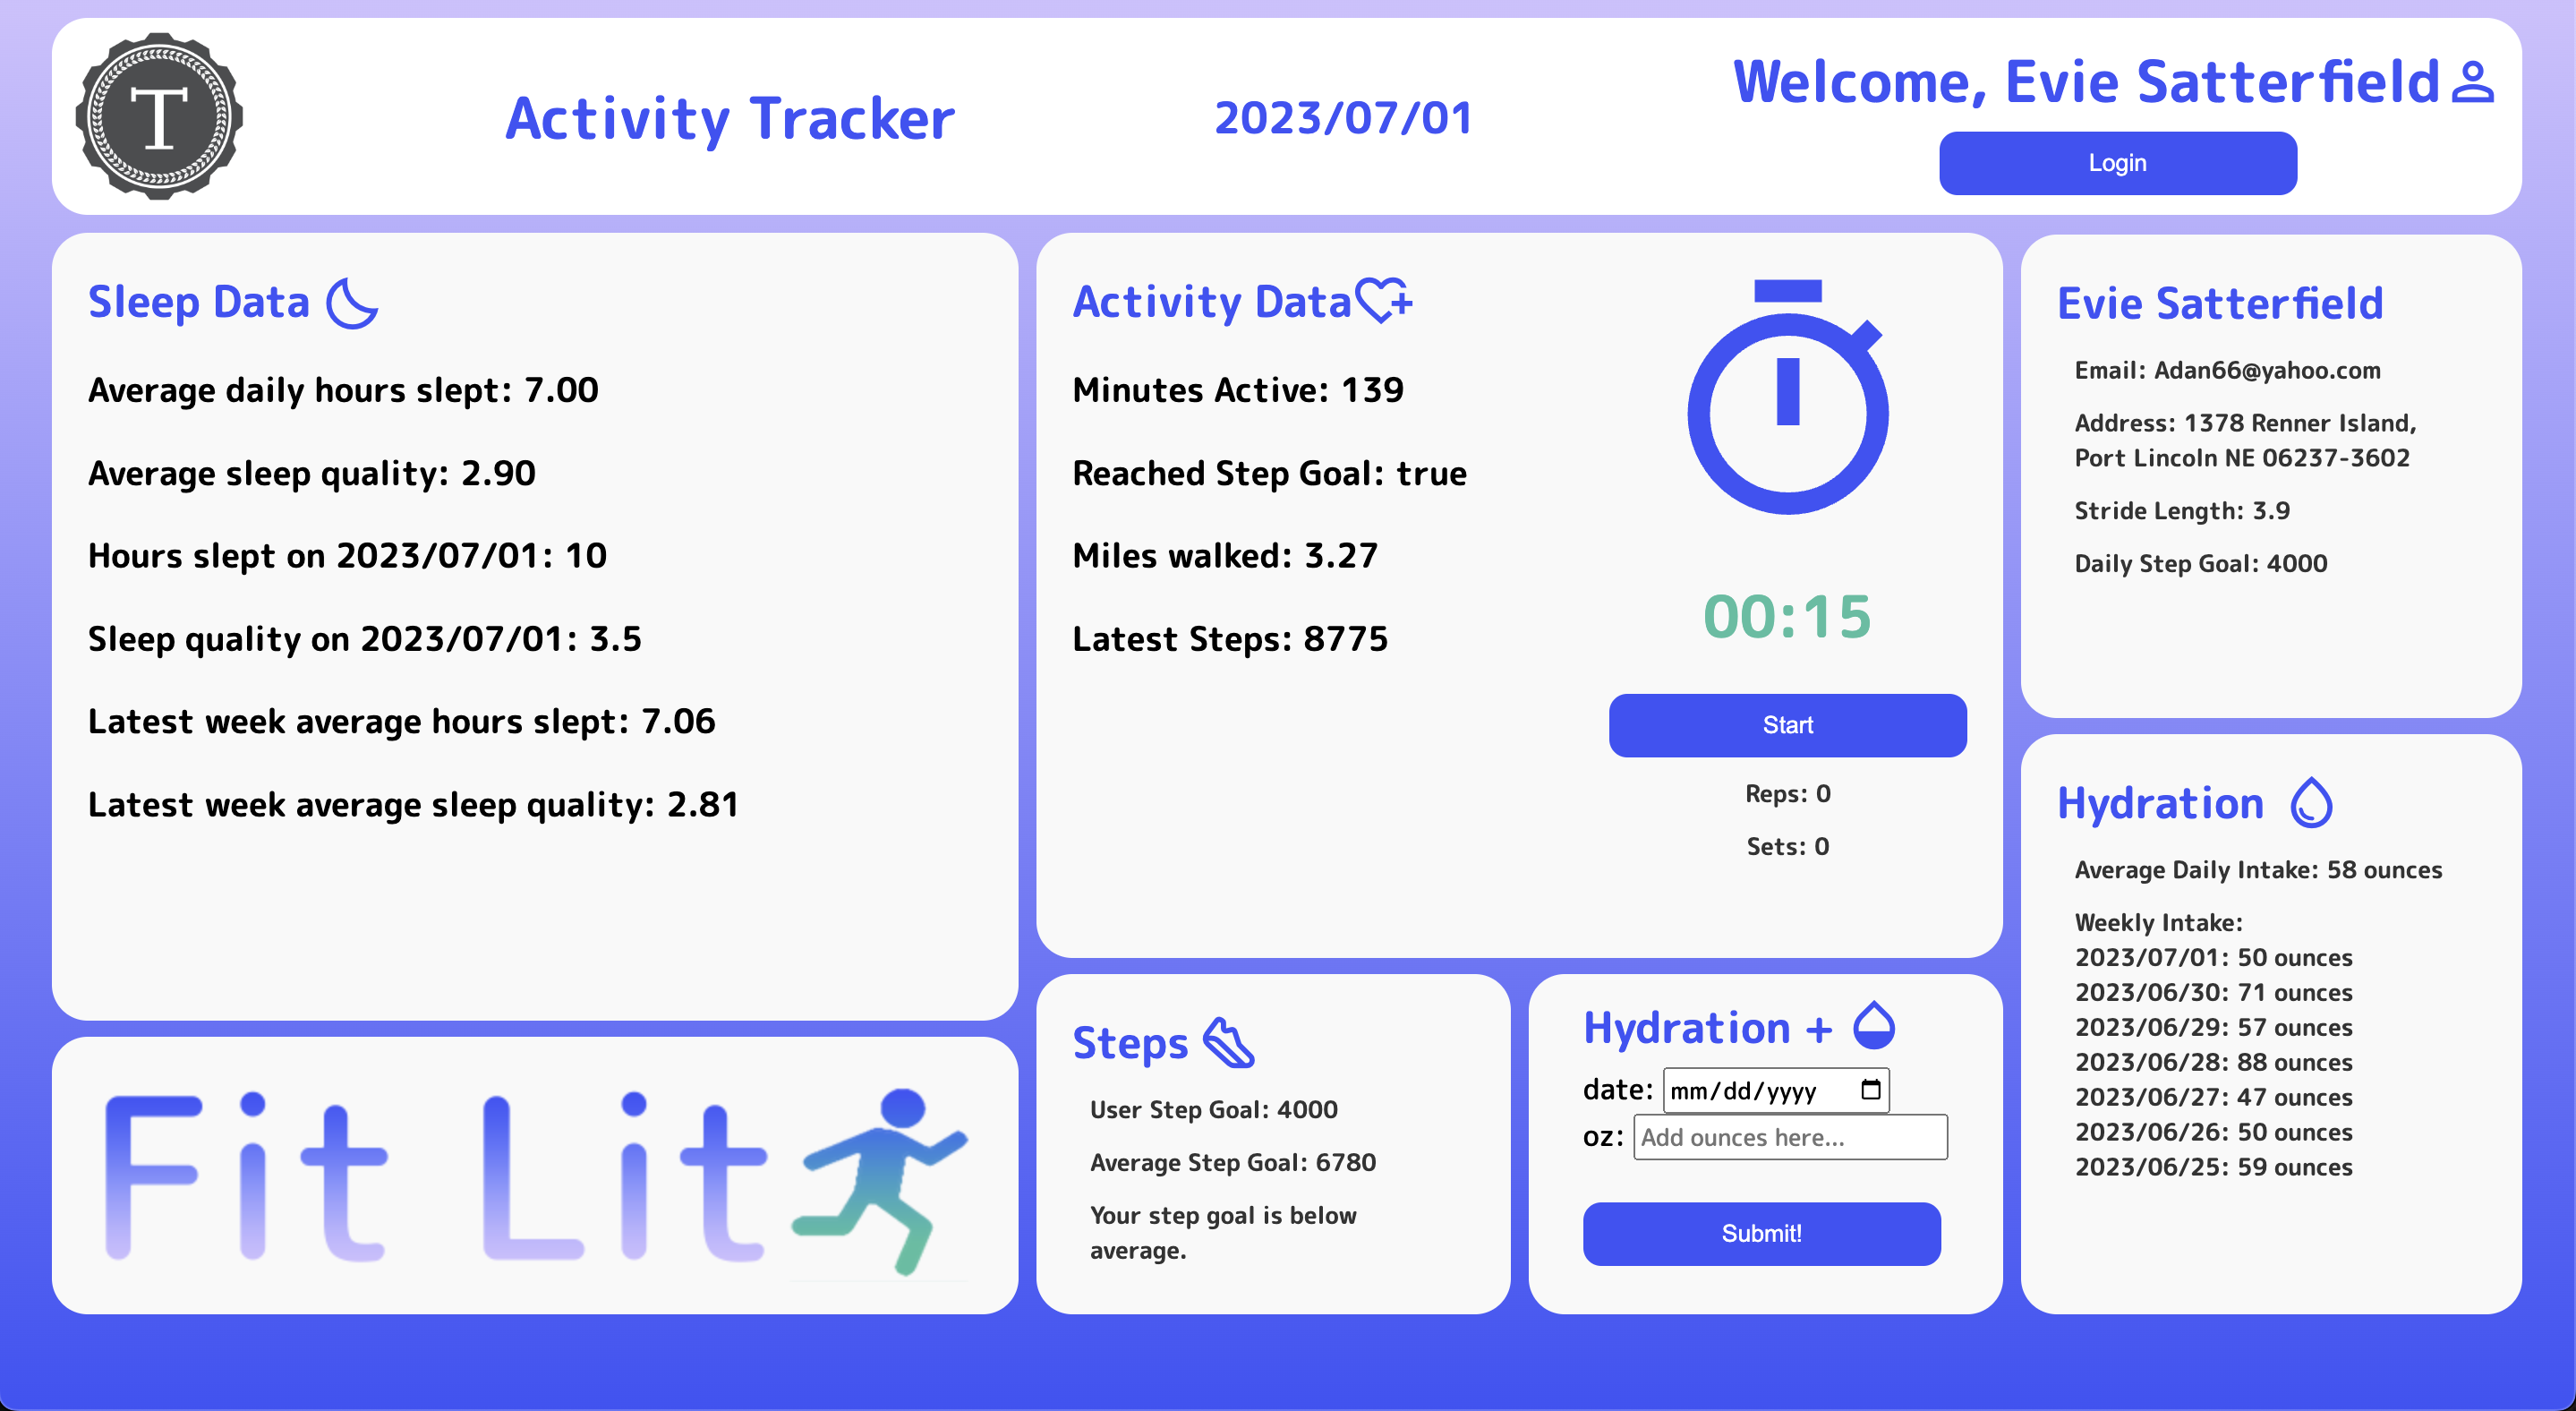 T
Activity Tracker
2023/07/01
Welcome, Evie Satterfield
Login
Sleep Data
Average daily hours slept: 7.00
Average sleep quality: 2.90
Hours slept on 2023/07/01: 10
Sleep quality on 2023/07/01: 3.5
Latest week average hours slept: 7.06
Latest week average sleep quality: 2.81
Fit Lit
Activity Data
Minutes Active: 139
Reached Step Goal: true
Miles walked: 3.27
Latest Steps: 8775
00:15
Start
Reps: 0
Sets: 0
Steps
User Step Goal: 4000
Average Step Goal: 6780
Your step goal is below
average.
Hydration +
date: mm/dd/yyyy
oz: Add ounces here...
Submit!
Evie Satterfield
Email: Adan66@yahoo.com
Address: 1378 Renner Island,
Port Lincoln NE 06237-3602
Stride Length: 3.9
Daily Step Goal: 4000
Hydration
Average Daily Intake: 58 ounces
Weekly Intake:
2023/07/01: 50 ounces
2023/06/30: 71 ounces
2023/06/29: 57 ounces
2023/06/28: 88 ounces
2023/06/27: 47 ounces
2023/06/26: 50 ounces
2023/06/25: 59 ounces